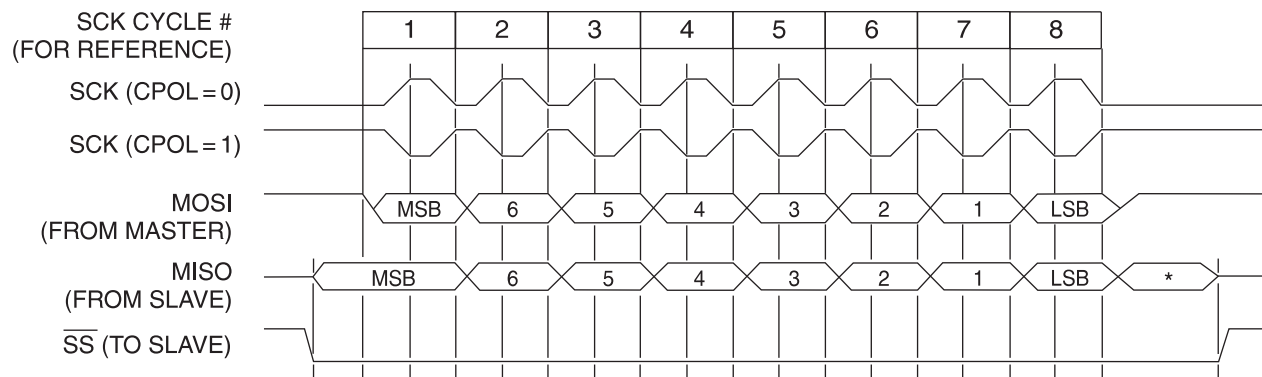 SCK CYCLE # 1 2 3 4 5 6 7 8
(FOR REFERENCE)
SCK (CPOL = 0)
SCK (CPOL = 1)
MOSI MSB 6 5 4 3 2 1 LSB
(FROM MASTER)
MISO MSB 6 5 4 3 2 1 LSB *
(FROM SLAVE)
SS (TO SLAVE)